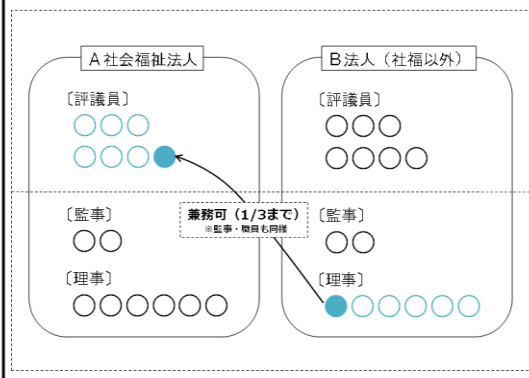 A社会福祉法人
B法人（社福以外）
〔評議員〕
〔評議員〕
〔監事〕
兼務可（1/3まで）
※監事・職員も同様
〔監事〕
〔理事〕
〔理事〕